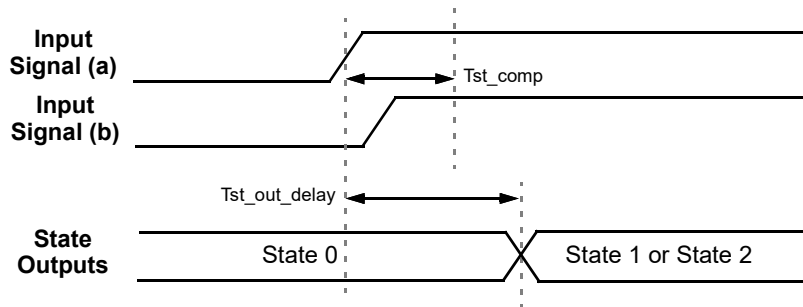 Input
Signal (a)
Tst_comp
Input
Signal (b)
Tst_out_delay
State
Outputs
State 0
State 1 or State 2